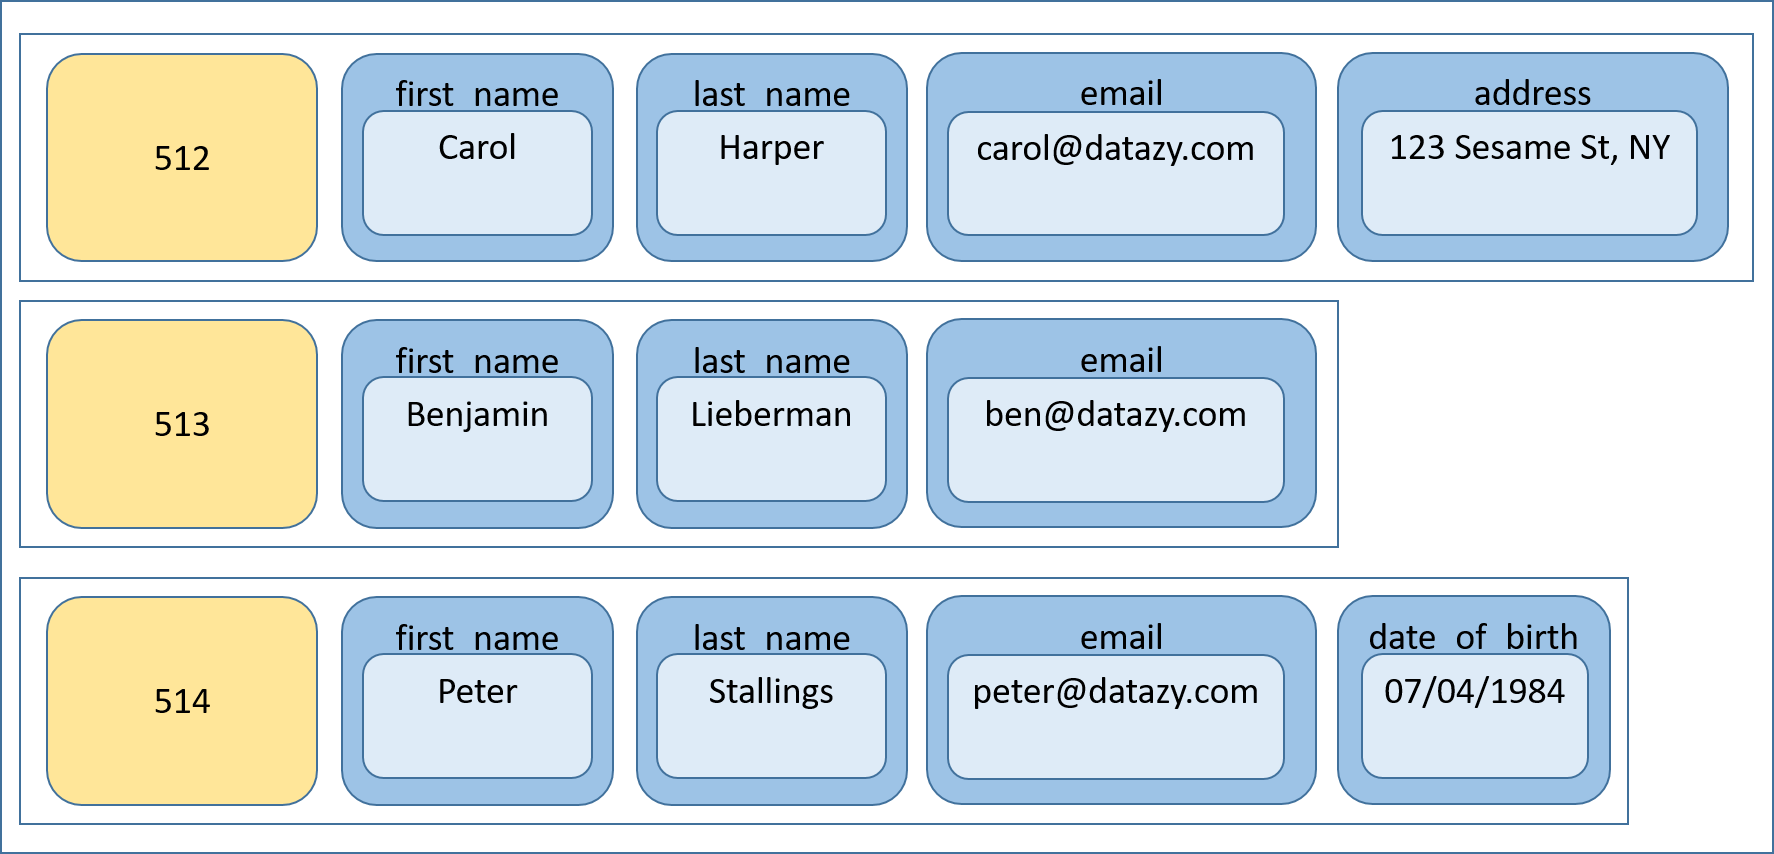 512
first_name
Carol
last_name
Harper
email
carol@datazy.com
address
123 Sesame St, NY
513
first_name
Benjamin
last_name
Lieberman
email
ben@datazy.com
514
first_name
Peter
last_name
Stallings
email
peter@datazy.com
date_of_birth
07/04/1984